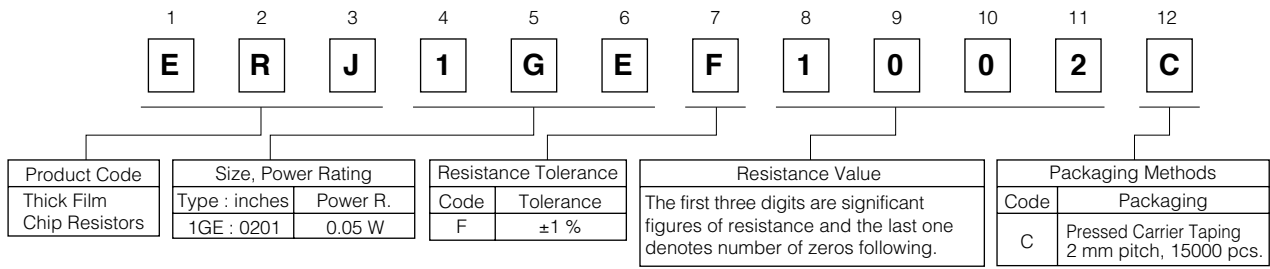 1 2 3 4 5 6 7 8 9 10 11 12
E R J 1 G E F 1 0 0 2 C
Product Code
Thick Film
Chip Resistors
Size, Power Rating
Type : inches Power R.
1GE : 0201 0.05 W
Resistance Tolerance
Code Tolerance
F ±1 %
Resistance Value
The first three digits are significant
figures of resistance and the last one
denotes number of zeros following.
Packaging Methods
Code Packaging
C Pressed Carrier Taping
2 mm pitch, 15000 pcs.